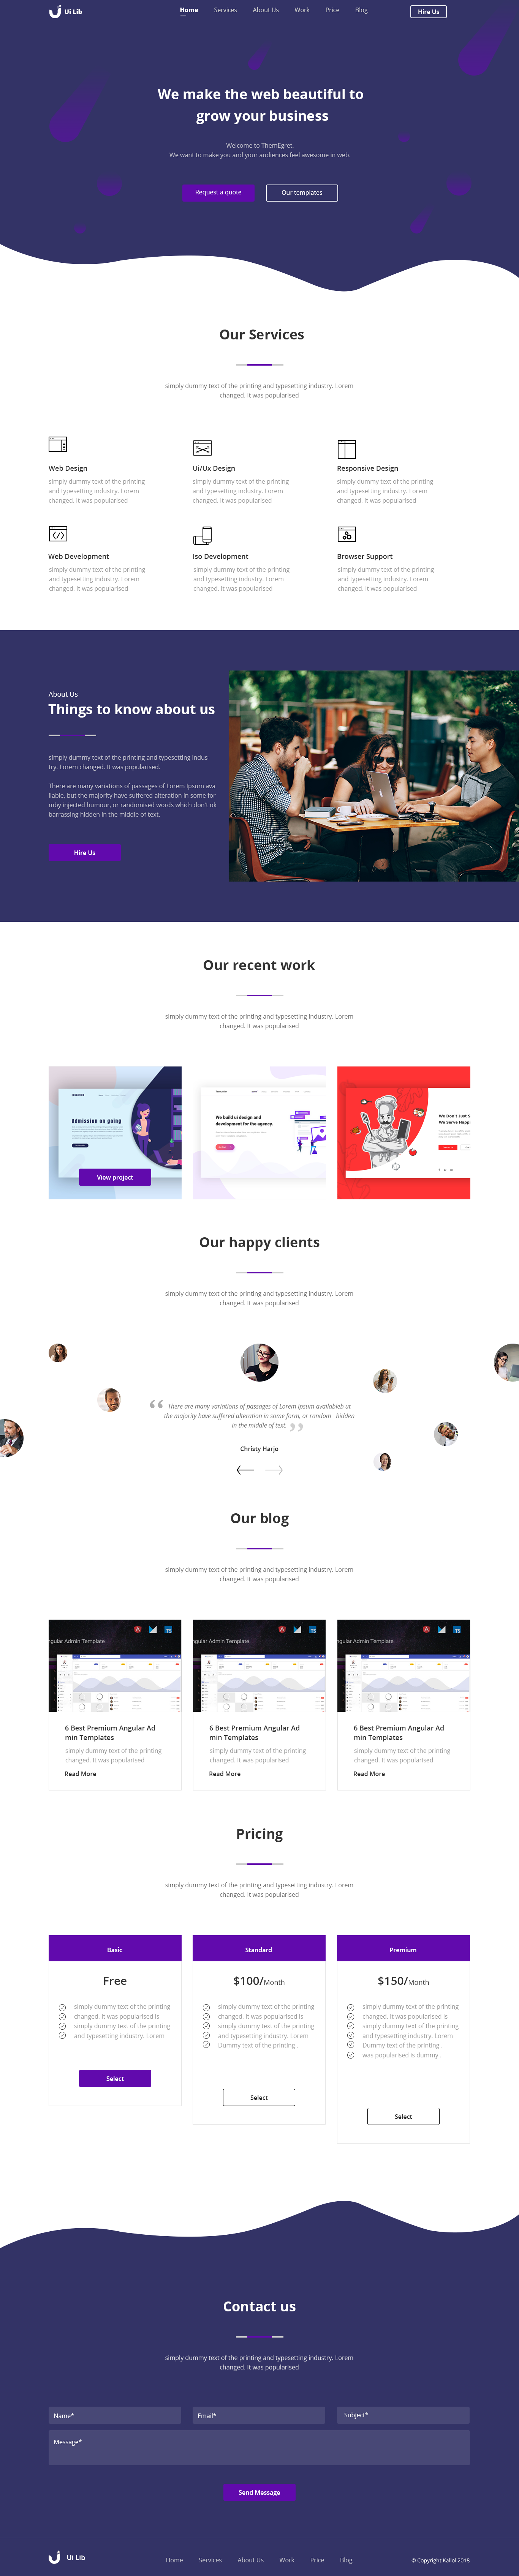 Ui Lib
Home Services About Us Work Price Blog
Hire Us
We make the web beautiful to
grow your business
Welcome to ThemEgret.
We want to make you and your audiences feel awesome in web.
Request a quote
Our templates
Our Services
simply dummy text of the printing and typesetting industry. Lorem
changed. It was popularised
Web Design
simply dummy text of the printing
and typesetting industry. Lorem
changed. It was popularised
Ui/Ux Design
simply dummy text of the printing
and typesetting industry. Lorem
changed. It was popularised
Responsive Design
simply dummy text of the printing
and typesetting industry. Lorem
changed. It was popularised
Web Development
simply dummy text of the printing
and typesetting industry. Lorem
changed. It was popularised
Iso Development
simply dummy text of the printing
and typesetting industry. Lorem
changed. It was popularised
Browser Support
simply dummy text of the printing
and typesetting industry. Lorem
changed. It was popularised
About Us
Things to know about us
simply dummy text of the printing and typesetting indus-
try. Lorem changed. It was popularised.
There are many variations of passages of Lorem Ipsum ava
ilable, but the majority have suffered alteration in some for
mby injected humour, or randomised words which don't ok
barrassing hidden in the middle of text.
Hire Us
Our recent work
simply dummy text of the printing and typesetting industry. Lorem
changed. It was popularised
Admission on going
View project
We build ui design and
development for the agency.
We Don't Just S
We Serve Happi
Our happy clients
simply dummy text of the printing and typesetting industry. Lorem
changed. It was popularised
“ There are many variations of passages of Lorem Ipsum availableb ut
the majority have suffered alteration in some form, or random hidden
in the middle of text. ”
Christy Harjo
Our blog
simply dummy text of the printing and typesetting industry. Lorem
changed. It was popularised
ngular Admin Template
TS
6 Best Premium Angular Ad
min Templates
simply dummy text of the printing
changed. It was popularised
Read More
ngular Admin Template
TS
6 Best Premium Angular Ad
min Templates
simply dummy text of the printing
changed. It was popularised
Read More
ngular Admin Template
TS
6 Best Premium Angular Ad
min Templates
simply dummy text of the printing
changed. It was popularised
Read More
Pricing
simply dummy text of the printing and typesetting industry. Lorem
changed. It was popularised
Basic
Free
simply dummy text of the printing
changed. It was popularised is
simply dummy text of the printing
and typesetting industry. Lorem
Select
Standard
$100/Month
simply dummy text of the printing
changed. It was popularised is
simply dummy text of the printing
and typesetting industry. Lorem
Dummy text of the printing .
Select
Premium
$150/Month
simply dummy text of the printing
changed. It was popularised is
simply dummy text of the printing
and typesetting industry. Lorem
Dummy text of the printing .
was popularised is dummy .
Select
Contact us
simply dummy text of the printing and typesetting industry. Lorem
changed. It was popularised
Name*
Email*
Subject*
Message*
Send Message
Ui Lib
Home Services About Us Work Price Blog
© Copyright Kallol 2018